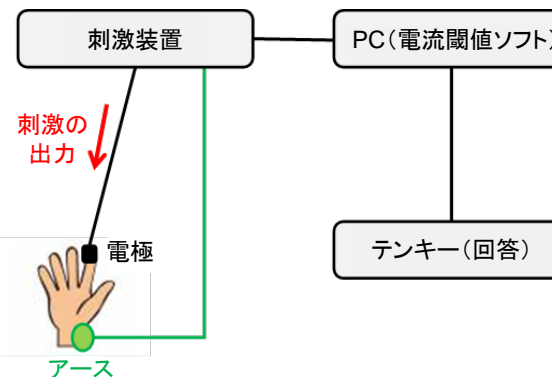 刺激装置
PC(電流閾値ソフト)
刺激の
出力
電極
テンキー(回答)
アース